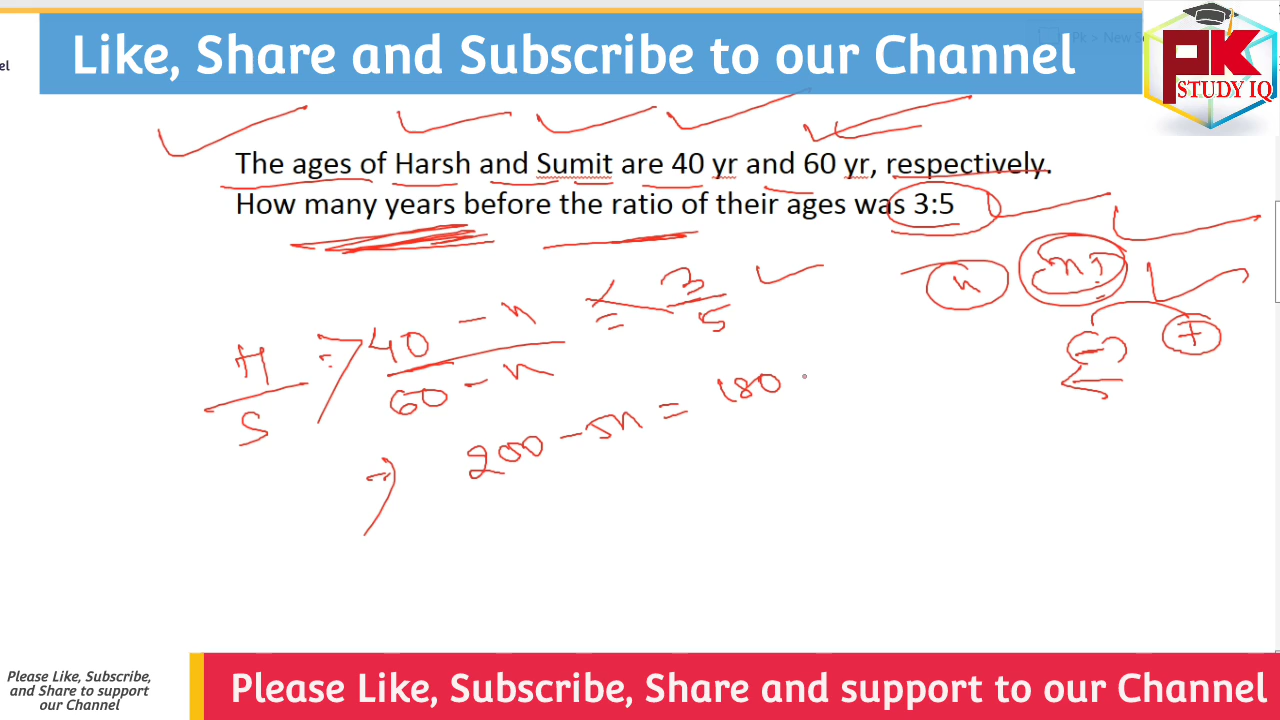 Like, Share and Subscribe to our Channel
PK
STUDY IQ
el
The ages of Harsh and Sumit are 40 yr and 60 yr, respectively.
How many years before the ratio of their ages was 3:5
H/S ⇒ (40 - n)/(60 - n) = 3/5
n
⇒ 200 - 5n = 180
Please Like, Subscribe,
and Share to support
our Channel
Please Like, Subscribe, Share and support to our Channel